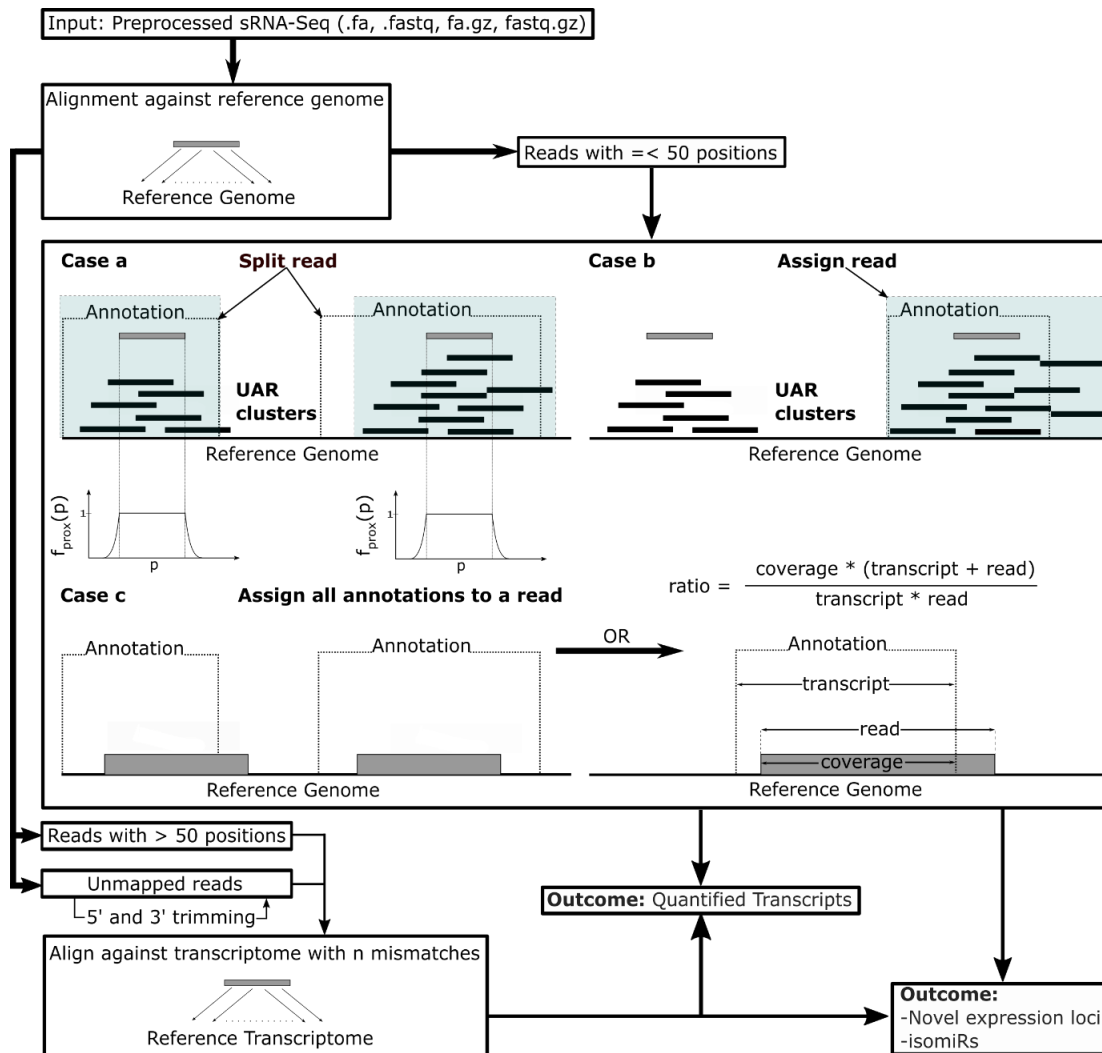 Input: Preprocessed sRNA-Seq (.fa, .fastq, fa.gz, fastq.gz)
Alignment against reference genome
Reference Genome
Reads with =< 50 positions
Case a
Split read
Case b
Assign read
Annotation
Annotation
Annotation
UAR
clusters
UAR
clusters
Reference Genome
Reference Genome
f_prox(p)
1
p
f_prox(p)
1
p
ratio = coverage * (transcript + read)
transcript * read
Case c
Assign all annotations to a read
OR
Annotation
Annotation
Annotation
transcript
read
coverage
Reference Genome
Reference Genome
Reads with > 50 positions
Unmapped reads
5' and 3' trimming
Outcome: Quantified Transcripts
Align against transcriptome with n mismatches
Reference Transcriptome
Outcome:
-Novel expression loci
-isomiRs